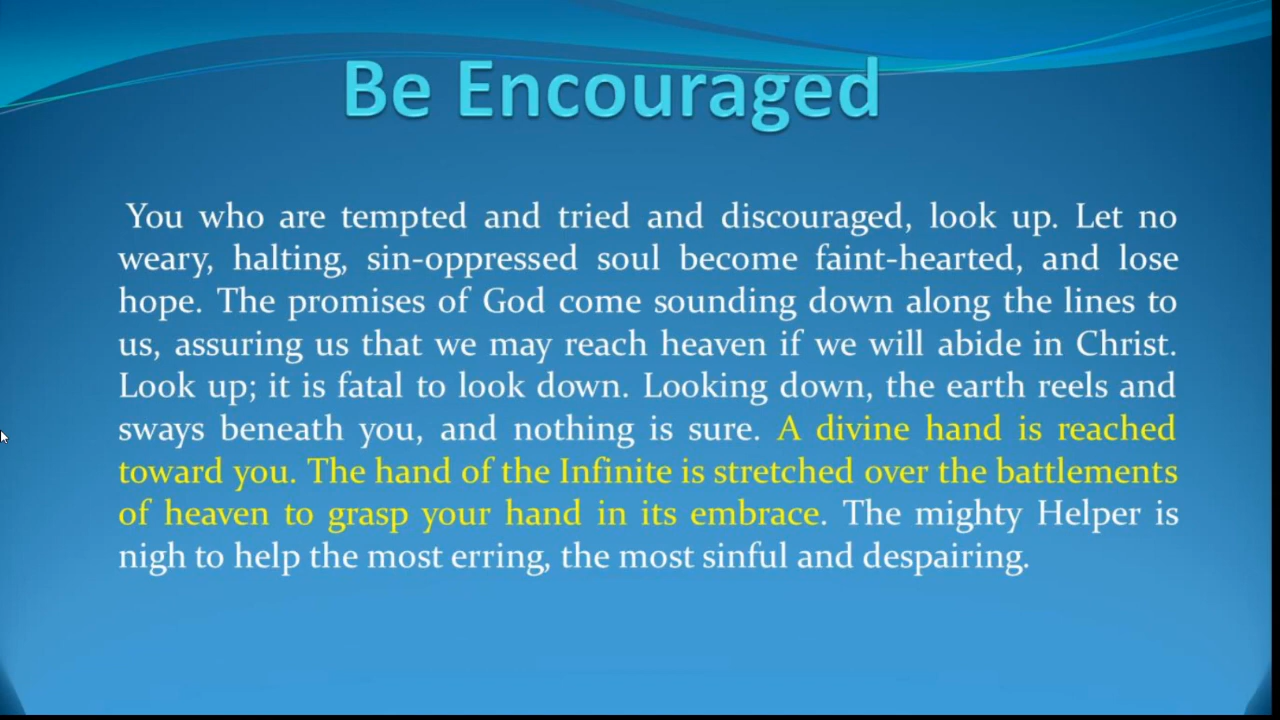 Be Encouraged
You who are tempted and tried and discouraged, look up. Let no
weary, halting, sin-oppressed soul become faint-hearted, and lose
hope. The promises of God come sounding down along the lines to
us, assuring us that we may reach heaven if we will abide in Christ.
Look up; it is fatal to look down. Looking down, the earth reels and
sways beneath you, and nothing is sure. A divine hand is reached
toward you. The hand of the Infinite is stretched over the battlements
of heaven to grasp your hand in its embrace. The mighty Helper is
nigh to help the most erring, the most sinful and despairing.